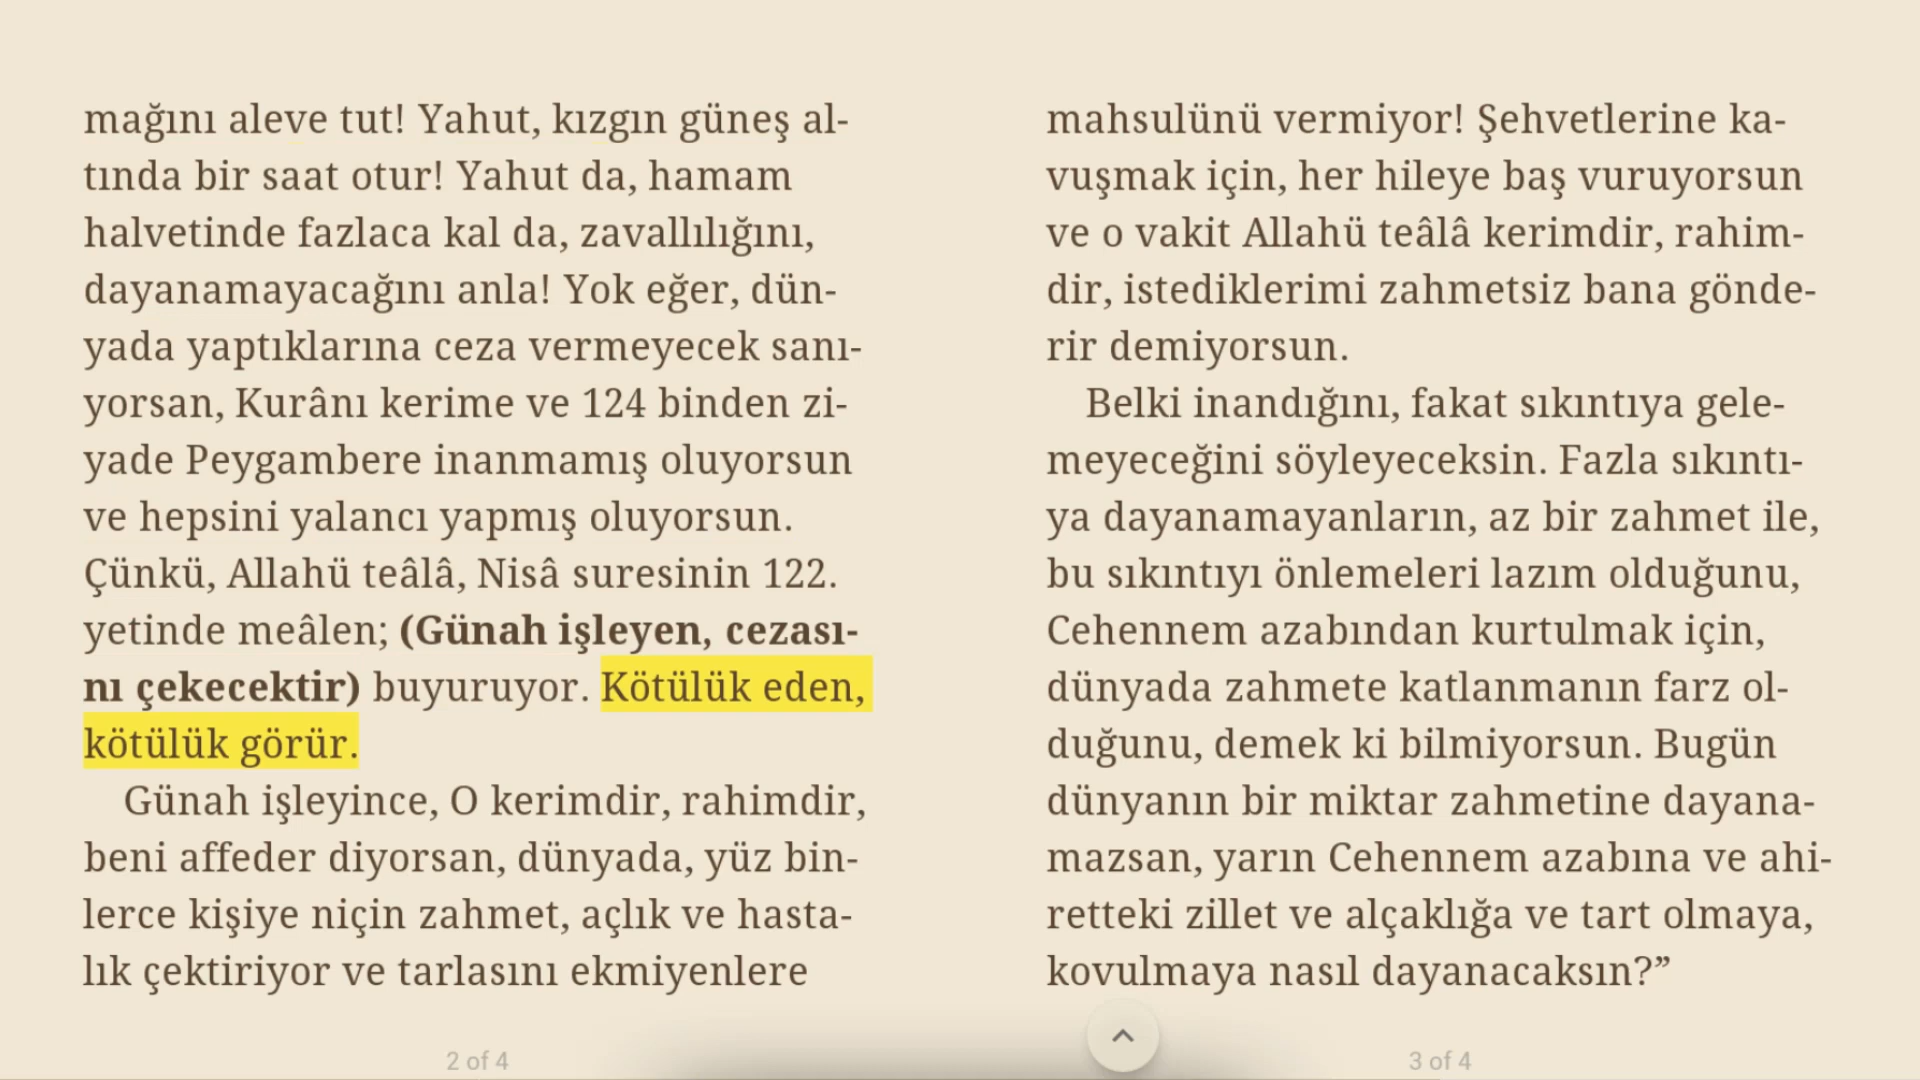 mağını aleve tut! Yahut, kızgın güneş al-
tında bir saat otur! Yahut da, hamam
halvetinde fazlaca kal da, zavallılığını,
dayanamayacağını anla! Yok eğer, dün-
yada yaptıklarına ceza vermeyecek sanı-
yorsan, Kurânı kerime ve 124 binden zi-
yade Peygambere inanmamış oluyorsun
ve hepsini yalancı yapmış oluyorsun.
Çünkü, Allahü teâlâ, Nisâ suresinin 122.
yetinde meâlen; (Günah işleyen, cezası-
nı çekecektir) buyuruyor. Kötülük eden,
kötülük görür.
Günah işleyince, O kerimdir, rahimdir,
beni affeder diyorsan, dünyada, yüz bin-
lerce kişiye niçin zahmet, açlık ve hasta-
lık çektiriyor ve tarlasını ekmiyenlere
2 of 4
mahsulünü vermiyor! Şehvetlerine ka-
vuşmak için, her hileye baş vuruyorsun
ve o vakit Allahü teâlâ kerimdir, rahim-
dir, istediklerimi zahmetsiz bana gönde-
rir demiyorsun.
Belki inandığını, fakat sıkıntıya gele-
meyeceğini söyleyeceksin. Fazla sıkıntı-
ya dayanamayanların, az bir zahmet ile,
bu sıkıntıyı önlemeleri lazım olduğunu,
Cehennem azabından kurtulmak için,
dünyada zahmete katlanmanın farz ol-
duğunu, demek ki bilmiyorsun. Bugün
dünyanın bir miktar zahmetine dayana-
mazsan, yarın Cehennem azabına ve ahi-
retteki zillet ve alçaklığa ve tart olmaya,
kovulmaya nasıl dayanacaksın?”
3 of 4